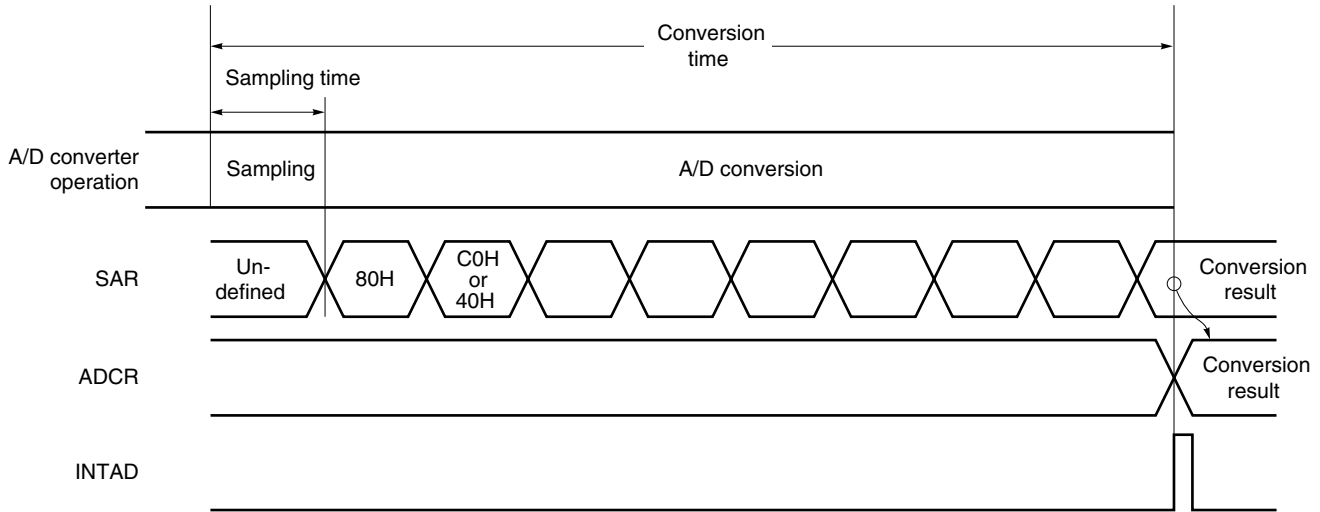 Conversion
time
Sampling time
A/D converter
operation
Sampling
A/D conversion
SAR
Un-
defined
80H
C0H
or
40H
Conversion
result
ADCR
Conversion
result
INTAD